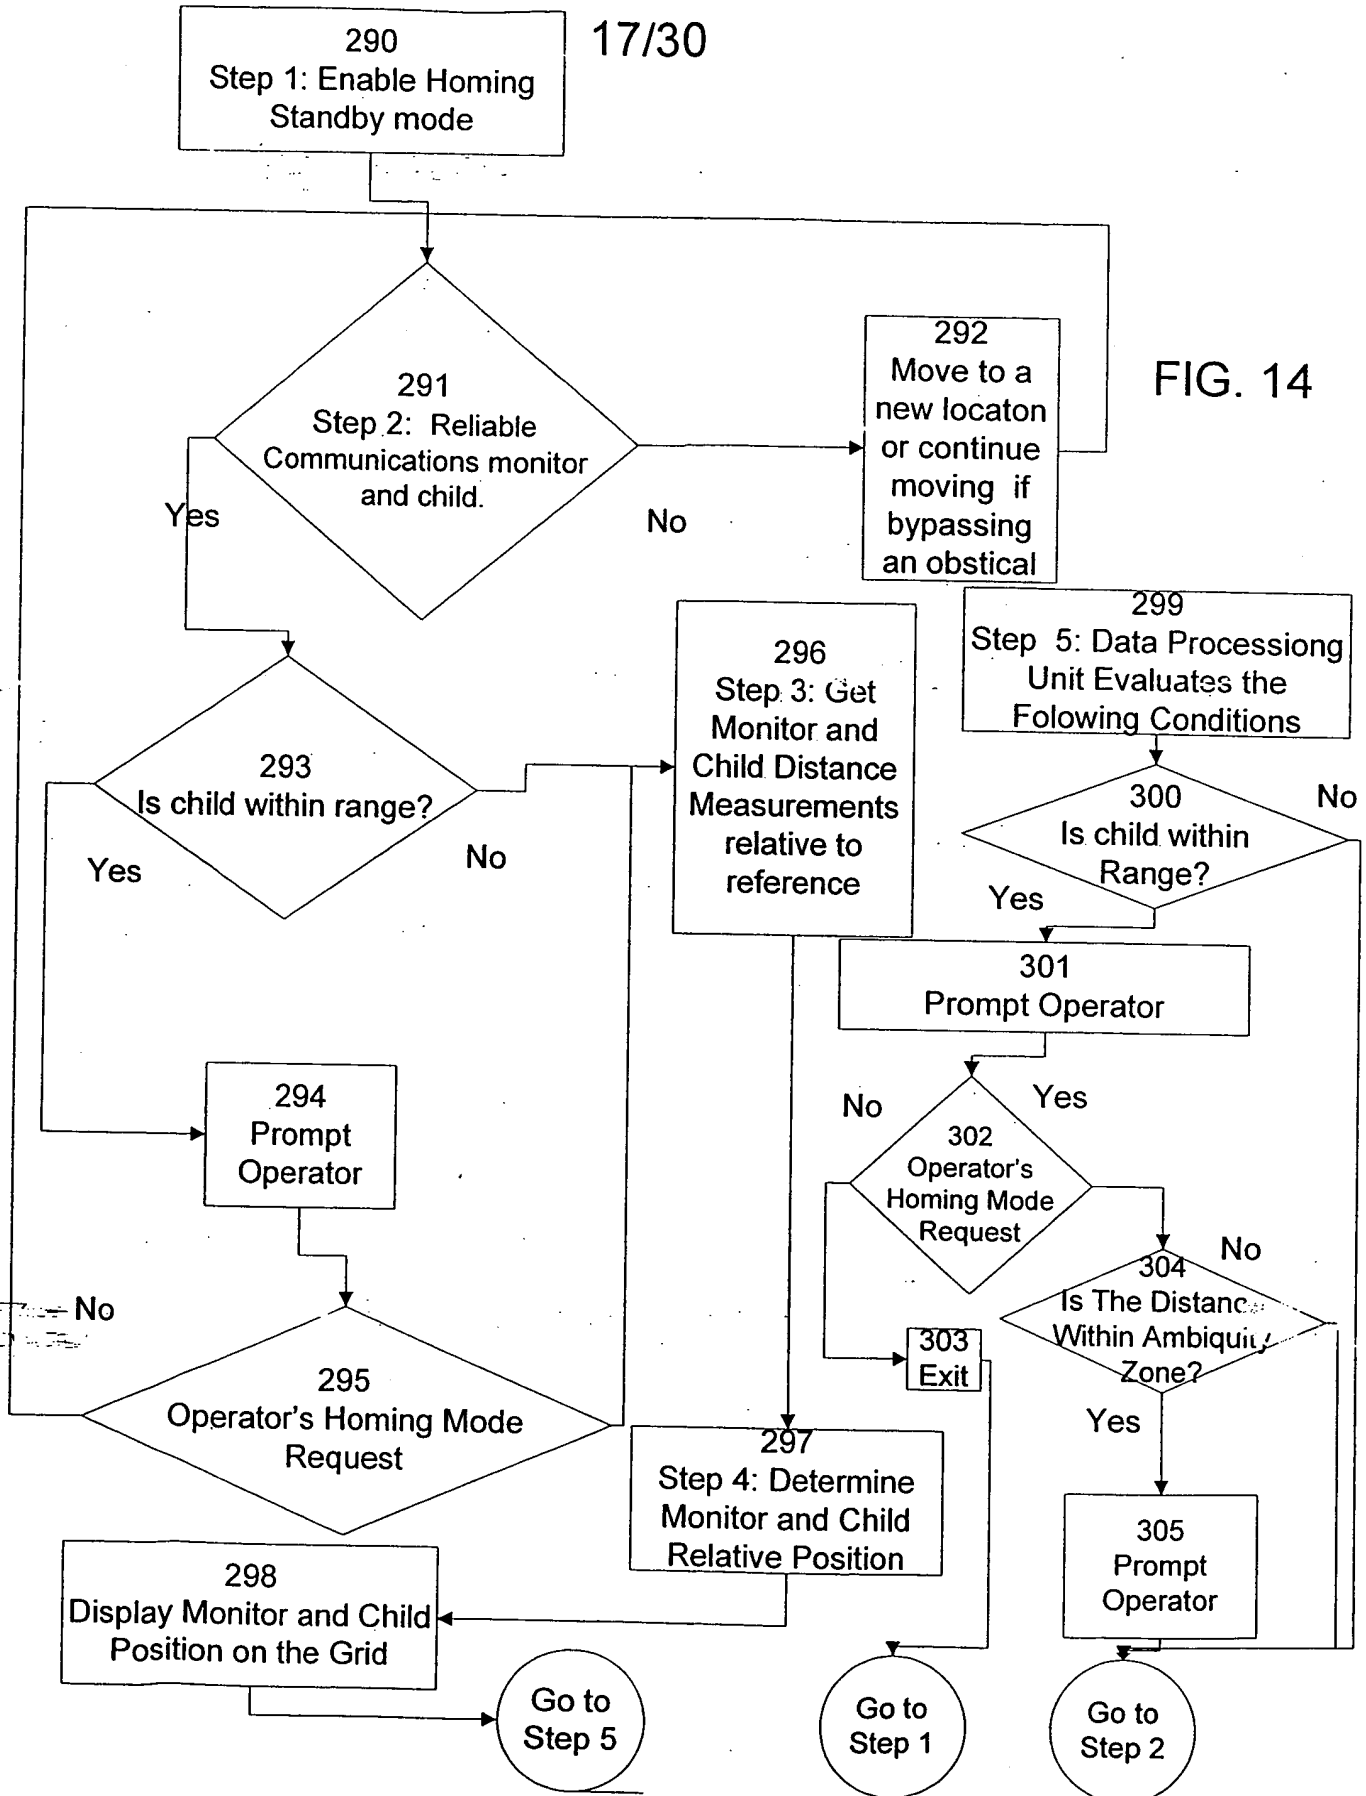 17/30
290
Step 1: Enable Homing
Standby mode
FIG. 14
291
Step 2: Reliable
Communications monitor
and child.
Yes
No
292
Move to a
new locaton
or continue
moving if
bypassing
an obstical
293
Is child within range?
Yes
No
294
Prompt
Operator
295
Operator's Homing Mode
Request
No
296
Step 3: Get
Monitor and
Child Distance
Measurements
relative to
reference
297
Step 4: Determine
Monitor and Child
Relative Position
298
Display Monitor and Child
Position on the Grid
Go to
Step 5
299
Step 5: Data Processiong
Unit Evaluates the
Folowing Conditions
300
Is child within
Range?
No
Yes
301
Prompt Operator
No
Yes
302
Operator's
Homing Mode
Request
303
Exit
304
Is The Distanc
Within Ambiquity
Zone?
No
Yes
305
Prompt
Operator
Go to
Step 1
Go to
Step 2